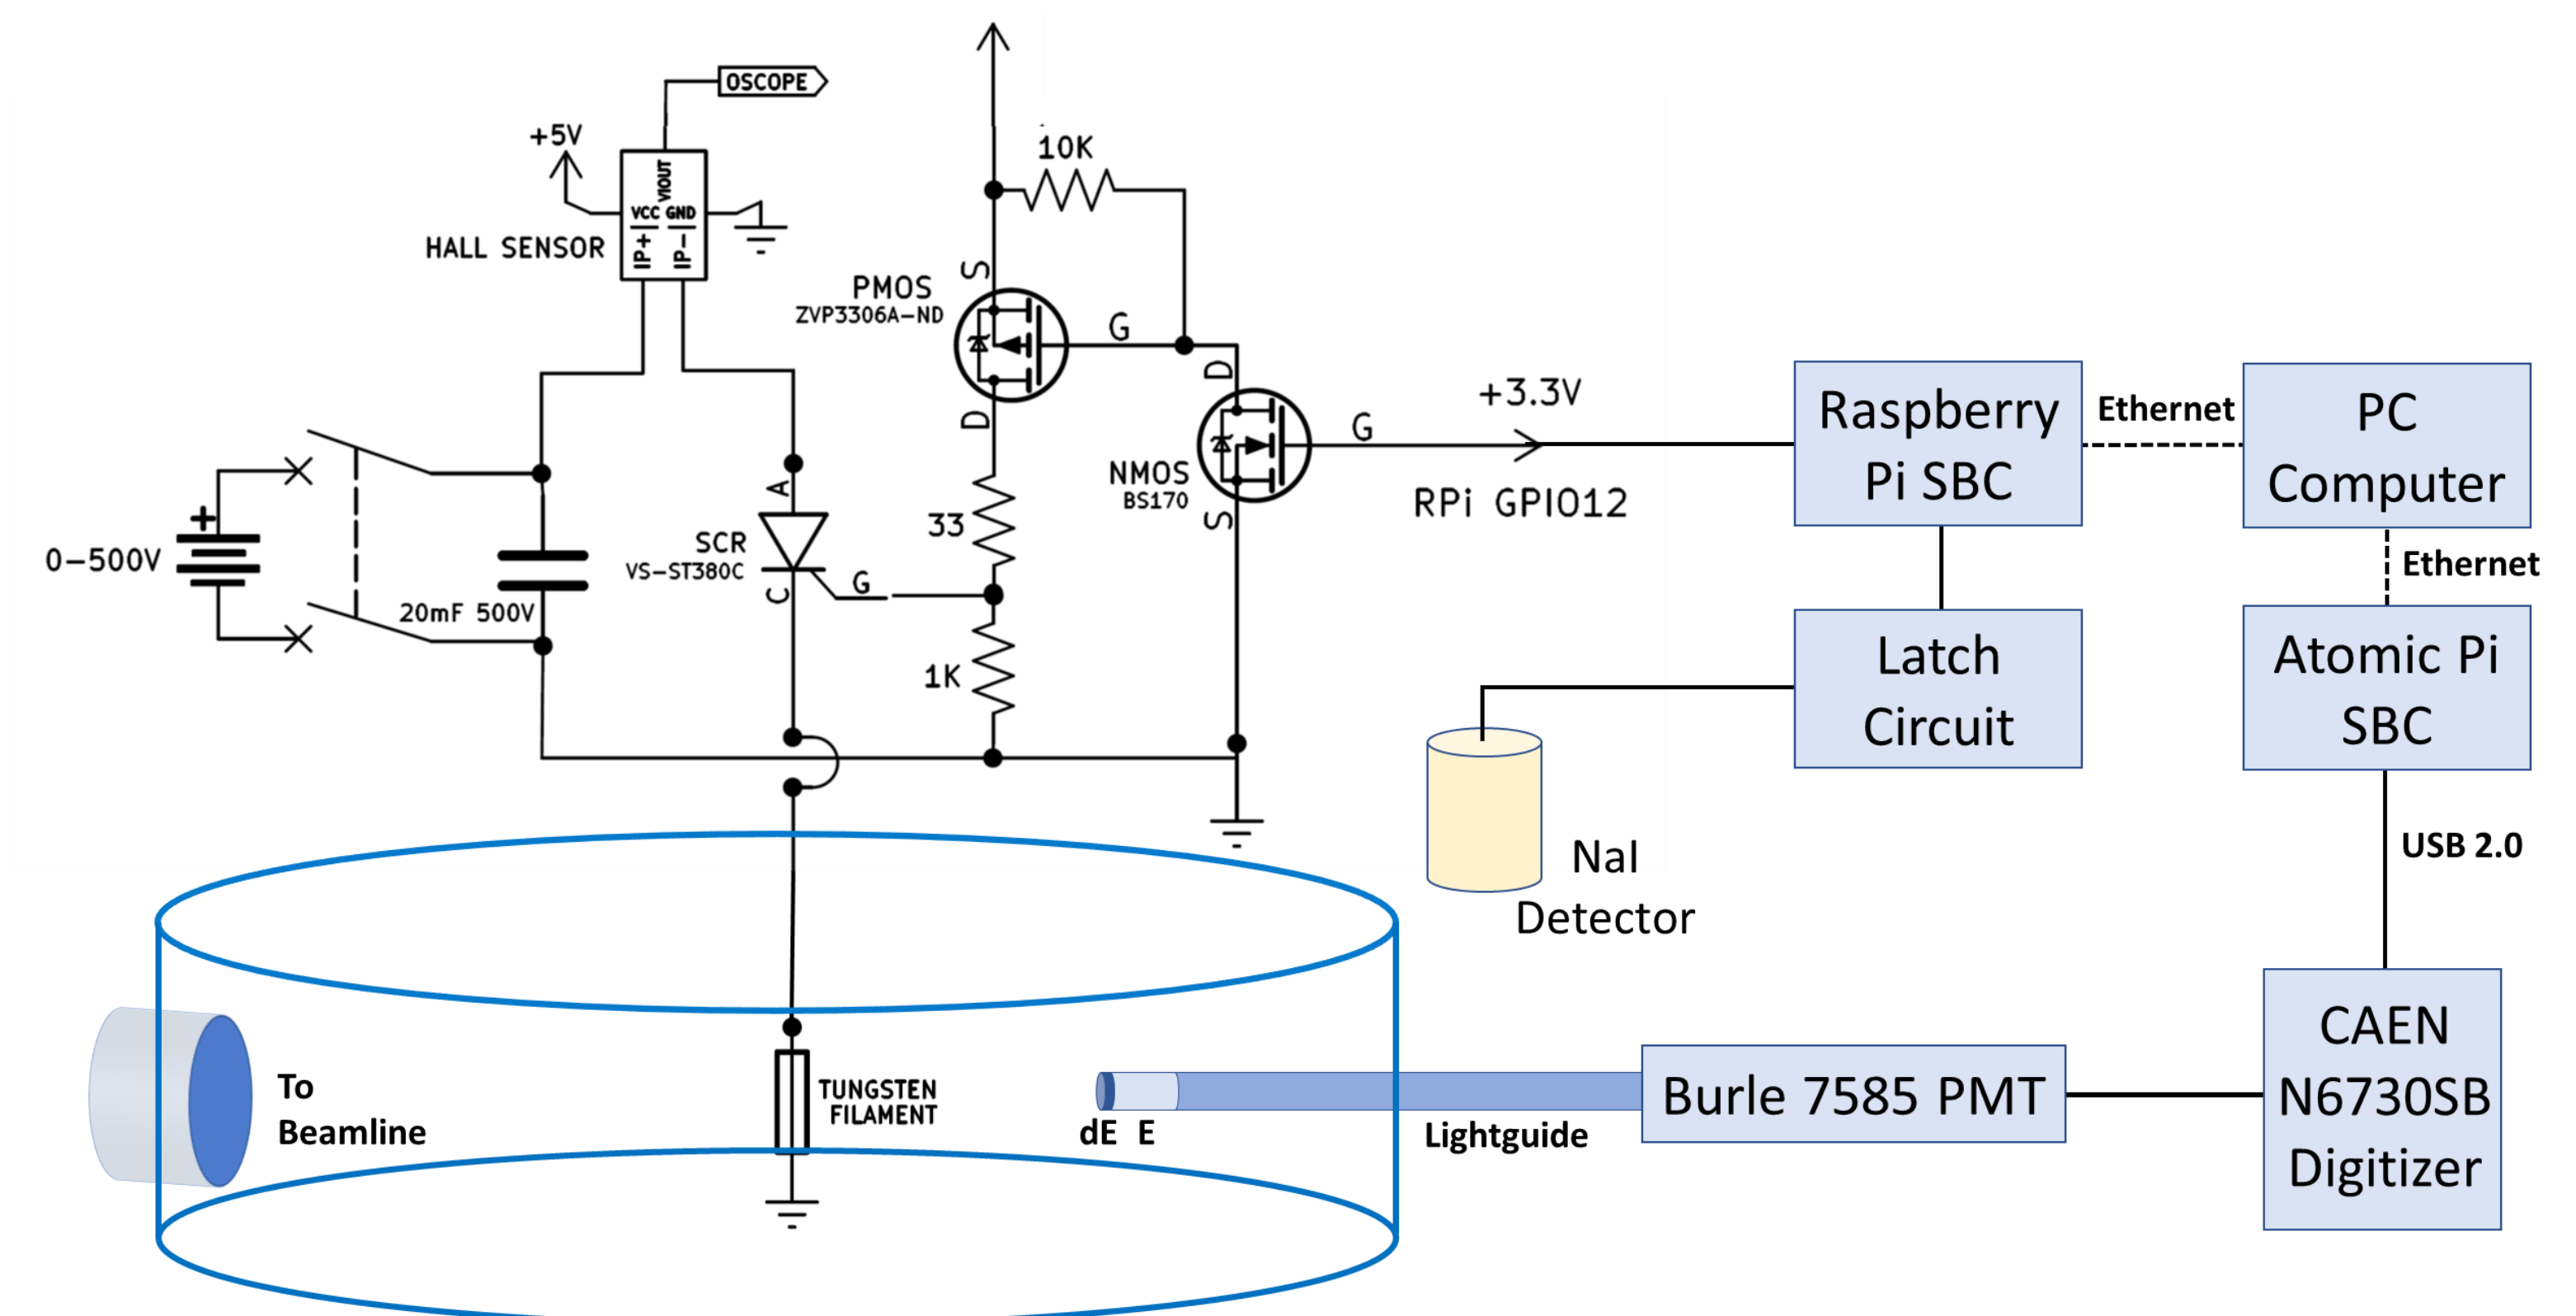 OSCOPE
+5V
VIOUT
VCC GND
IP+ IP-
HALL SENSOR
10K
S
PMOS
ZVP3306A-ND
G
D
D
+3.3V
G
NMOS
BS170
RPi GPIO12
S
33
A
SCR
VS-ST380C
G
C
+
0-500V
20mF 500V
1K
Raspberry
Pi SBC
Ethernet
PC
Computer
Ethernet
Latch
Circuit
Atomic Pi
SBC
NaI
Detector
USB 2.0
To
Beamline
TUNGSTEN
FILAMENT
dE E
Lightguide
Burle 7585 PMT
CAEN
N6730SB
Digitizer